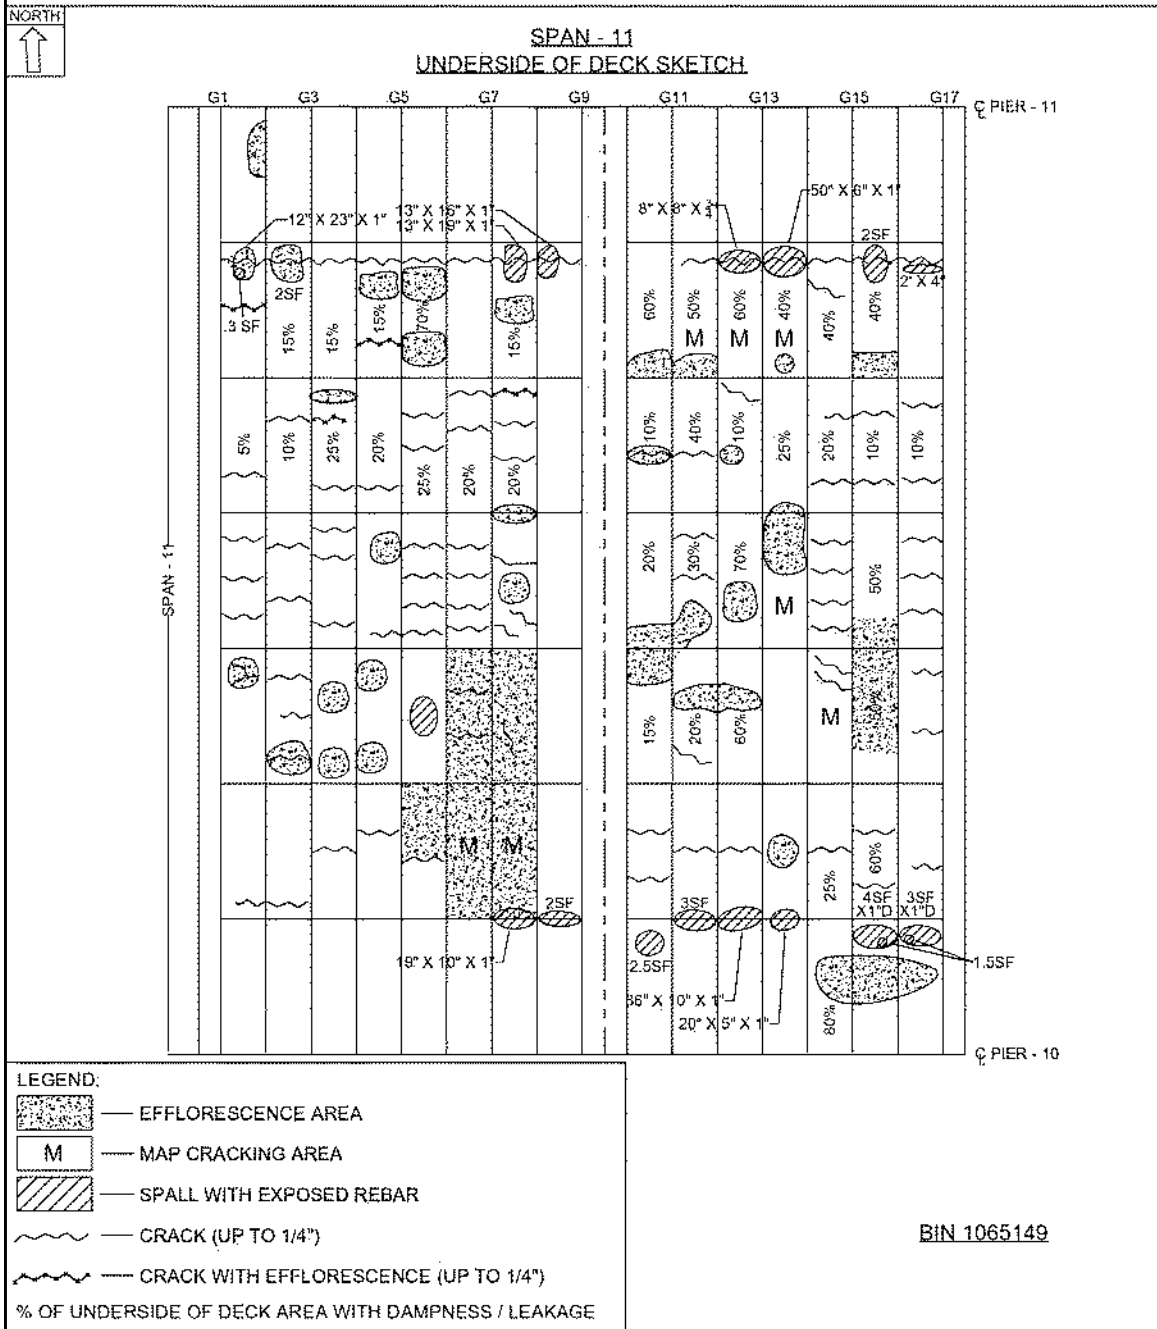 NORTH
SPAN - 11
UNDERSIDE OF DECK SKETCH
G1 G3 G5 G7 G9 G11 G13 G15 G17
℄ PIER - 11
50" X 6" X 1"
13" X 16" X 1"
8" X 8" X 3/4"
12" X 23" X 1"
13" X 19" X 1"
2SF
2' X 4"
2SF
.3 SF
15% 15% 15% 70% 15% 60% 50% 60% 40% 40% 40%
M M M
5% 10% 25% 20% 25% 20% 20% 10% 40% 10% 25% 20% 10% 10%
SPAN - 11
20% 30% 70% 50%
M
15% 20% 60% M
M M 25% 60%
2SF 3SF 4SF 3SF
X1"D X1"D
19" X 10" X 1" 2.5SF 1.5SF
36" X 10" X 1"
20" X 5" X 1" 80%
℄ PIER - 10
LEGEND:
EFFLORESCENCE AREA
M MAP CRACKING AREA
SPALL WITH EXPOSED REBAR
CRACK (UP TO 1/4")
CRACK WITH EFFLORESCENCE (UP TO 1/4")
% OF UNDERSIDE OF DECK AREA WITH DAMPNESS / LEAKAGE
BIN 1065149